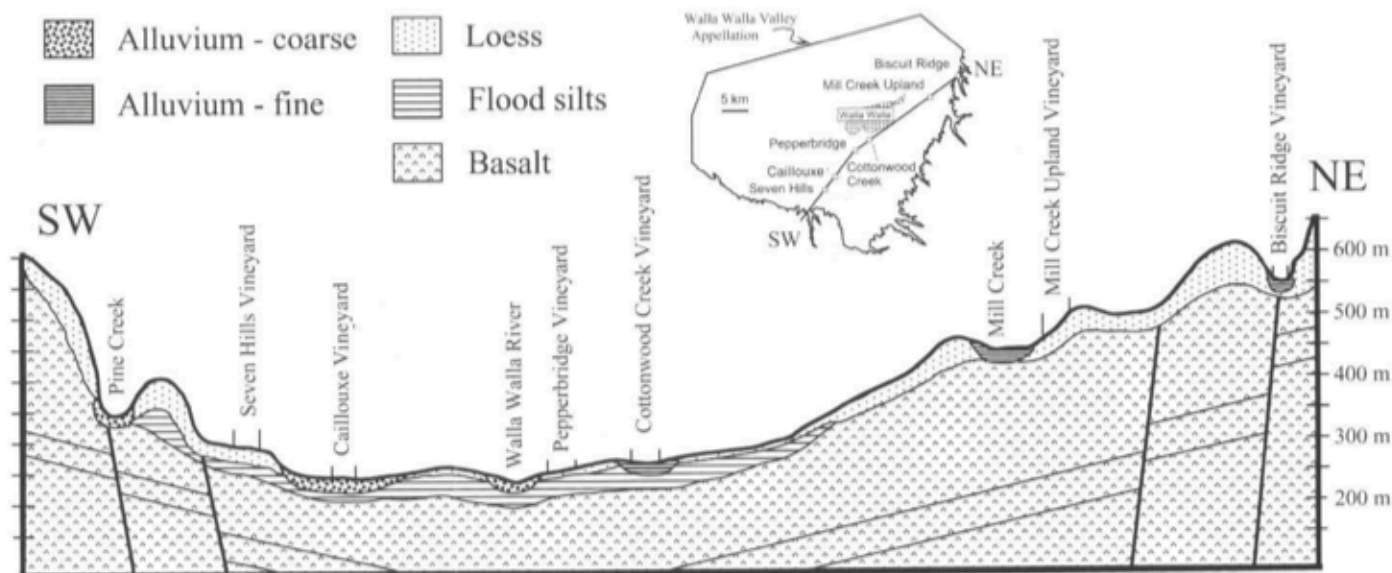 Alluvium - coarse
Alluvium - fine
Loess
Flood silts
Basalt
Walla Walla Valley
Appellation
5 km
Biscuit Ridge
NE
Mill Creek Upland
Walla Walla
Pepperbridge
Cottonwood
Creek
Caillouxe
Seven Hills
SW
SW
NE
Pine Creek
Seven Hills Vineyard
Caillouxe Vineyard
Walla Walla River
Pepperbridge Vineyard
Cottonwood Creek Vineyard
Mill Creek
Mill Creek Upland Vineyard
Biscuit Ridge Vineyard
600 m
500 m
400 m
300 m
200 m